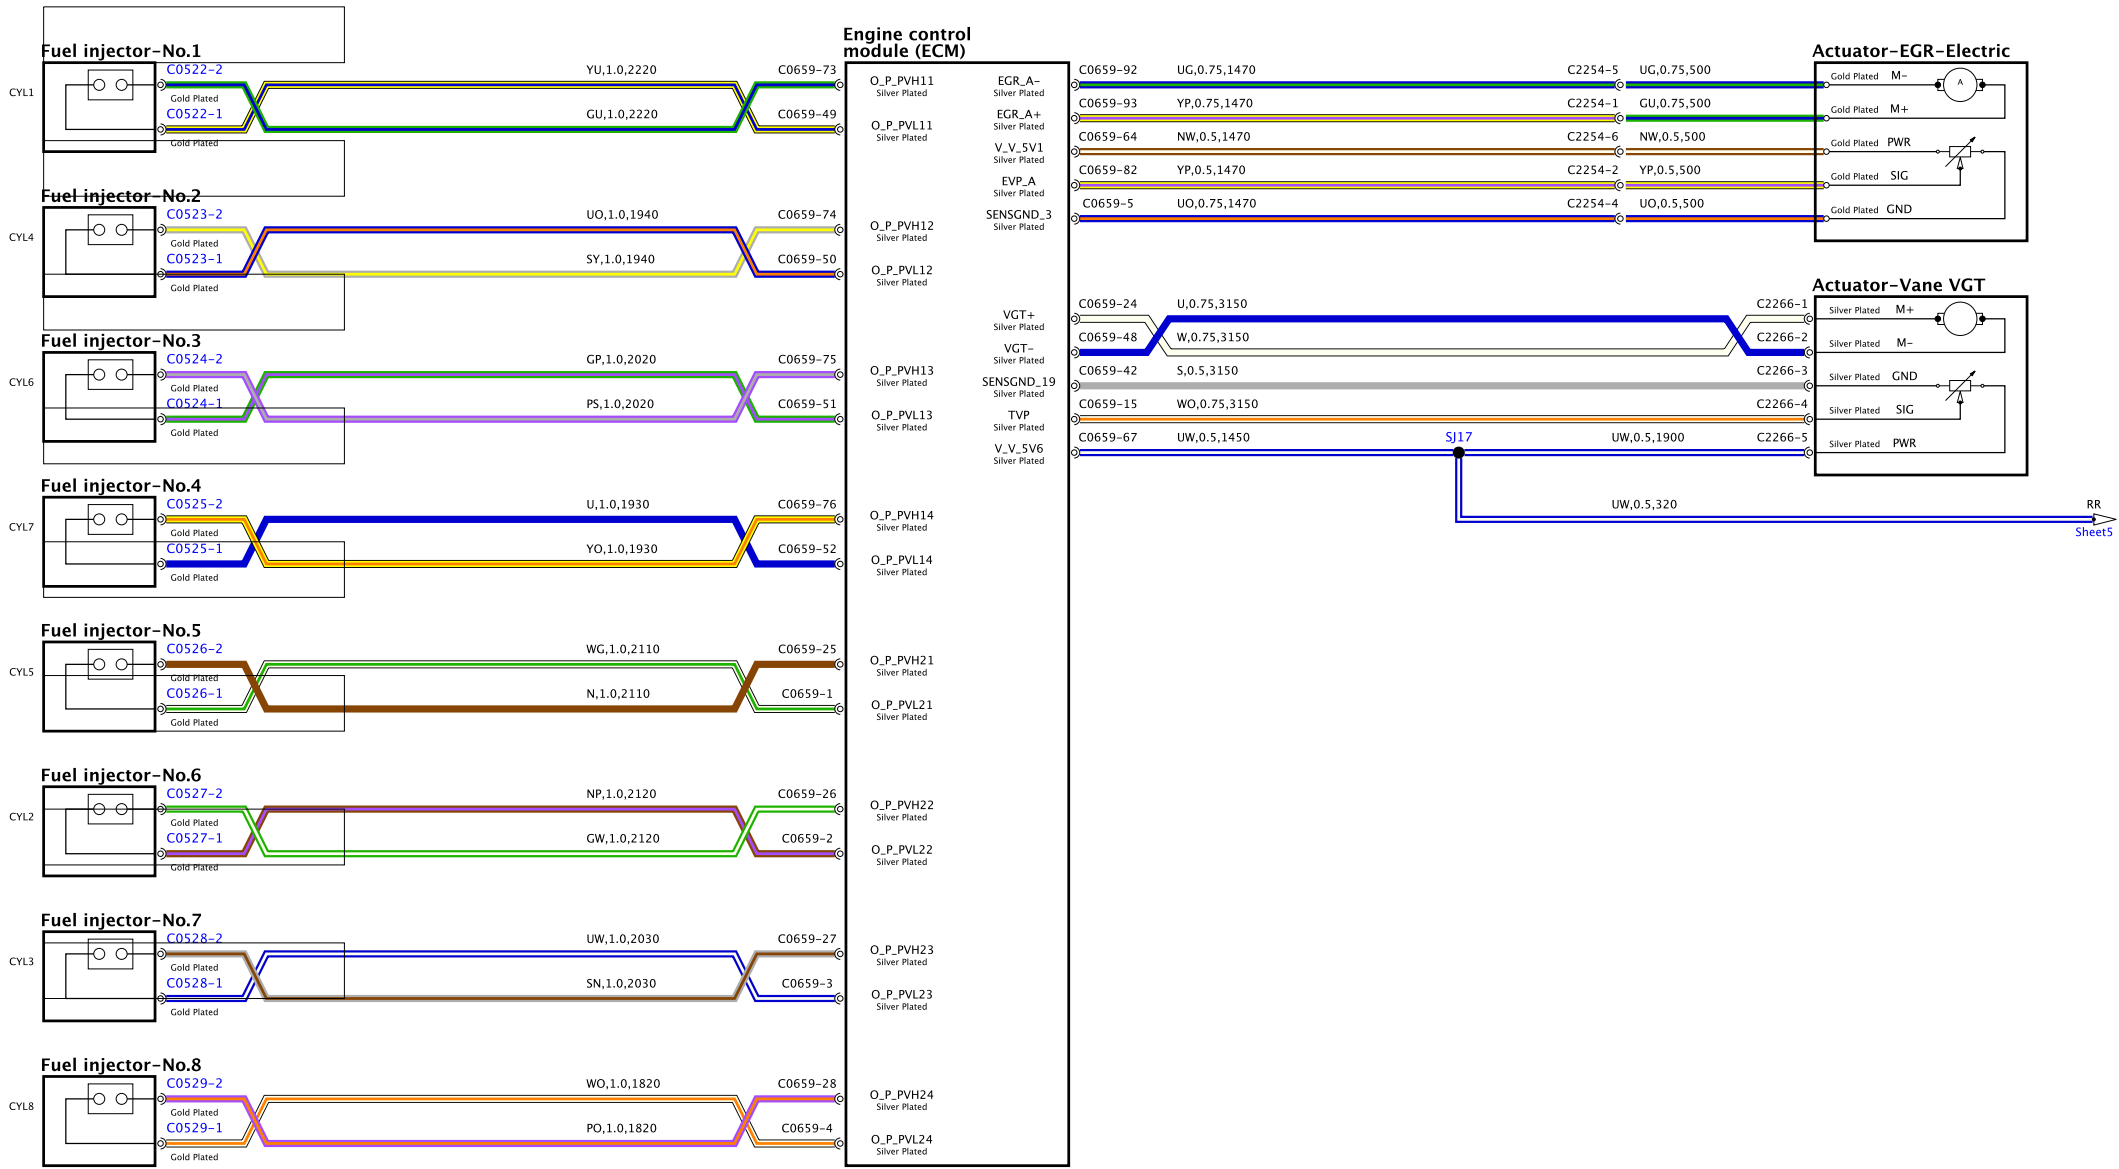 Fuel injector-No.1
CYL1
C0522-2
Gold Plated
C0522-1
Gold Plated
YU,1.0,2220
GU,1.0,2220
C0659-73
C0659-49
Fuel injector-No.2
CYL4
C0523-2
Gold Plated
C0523-1
Gold Plated
UO,1.0,1940
SY,1.0,1940
C0659-74
C0659-50
Fuel injector-No.3
CYL6
C0524-2
Gold Plated
C0524-1
Gold Plated
GP,1.0,2020
PS,1.0,2020
C0659-75
C0659-51
Fuel injector-No.4
CYL7
C0525-2
Gold Plated
C0525-1
Gold Plated
U,1.0,1930
YO,1.0,1930
C0659-76
C0659-52
Fuel injector-No.5
CYL5
C0526-2
Gold Plated
C0526-1
Gold Plated
WG,1.0,2110
N,1.0,2110
C0659-25
C0659-1
Fuel injector-No.6
CYL2
C0527-2
Gold Plated
C0527-1
Gold Plated
NP,1.0,2120
GW,1.0,2120
C0659-26
C0659-2
Fuel injector-No.7
CYL3
C0528-2
Gold Plated
C0528-1
Gold Plated
UW,1.0,2030
SN,1.0,2030
C0659-27
C0659-3
Fuel injector-No.8
CYL8
C0529-2
Gold Plated
C0529-1
Gold Plated
WO,1.0,1820
PO,1.0,1820
C0659-28
C0659-4
Engine control
module (ECM)
O_P_PVH11
Silver Plated
O_P_PVL11
Silver Plated
O_P_PVH12
Silver Plated
O_P_PVL12
Silver Plated
O_P_PVH13
Silver Plated
O_P_PVL13
Silver Plated
O_P_PVH14
Silver Plated
O_P_PVL14
Silver Plated
O_P_PVH21
Silver Plated
O_P_PVL21
Silver Plated
O_P_PVH22
Silver Plated
O_P_PVL22
Silver Plated
O_P_PVH23
Silver Plated
O_P_PVL23
Silver Plated
O_P_PVH24
Silver Plated
O_P_PVL24
Silver Plated
EGR_A-
Silver Plated
EGR_A+
Silver Plated
V_V_5V1
Silver Plated
EVP_A
Silver Plated
SENSGND_3
Silver Plated
VGT+
Silver Plated
VGT-
Silver Plated
SENSGND_19
Silver Plated
TVP
Silver Plated
V_V_5V6
Silver Plated
C0659-92 UG,0.75,1470 C2254-5 UG,0.75,500
C0659-93 YP,0.75,1470 C2254-1 GU,0.75,500
C0659-64 NW,0.5,1470 C2254-6 NW,0.5,500
C0659-82 YP,0.5,1470 C2254-2 YP,0.5,500
C0659-5 UO,0.75,1470 C2254-4 UO,0.5,500
Actuator-EGR-Electric
Gold Plated M-
A
Gold Plated M+
Gold Plated PWR
Gold Plated SIG
Gold Plated GND
C0659-24 U,0.75,3150 C2266-1
C0659-48 W,0.75,3150 C2266-2
C0659-42 S,0.5,3150 C2266-3
C0659-15 WO,0.75,3150 C2266-4
C0659-67 UW,0.5,1450 SJ17 UW,0.5,1900 C2266-5
Actuator-Vane VGT
Silver Plated M+
Silver Plated M-
Silver Plated GND
Silver Plated SIG
Silver Plated PWR
UW,0.5,320
RR
Sheet5